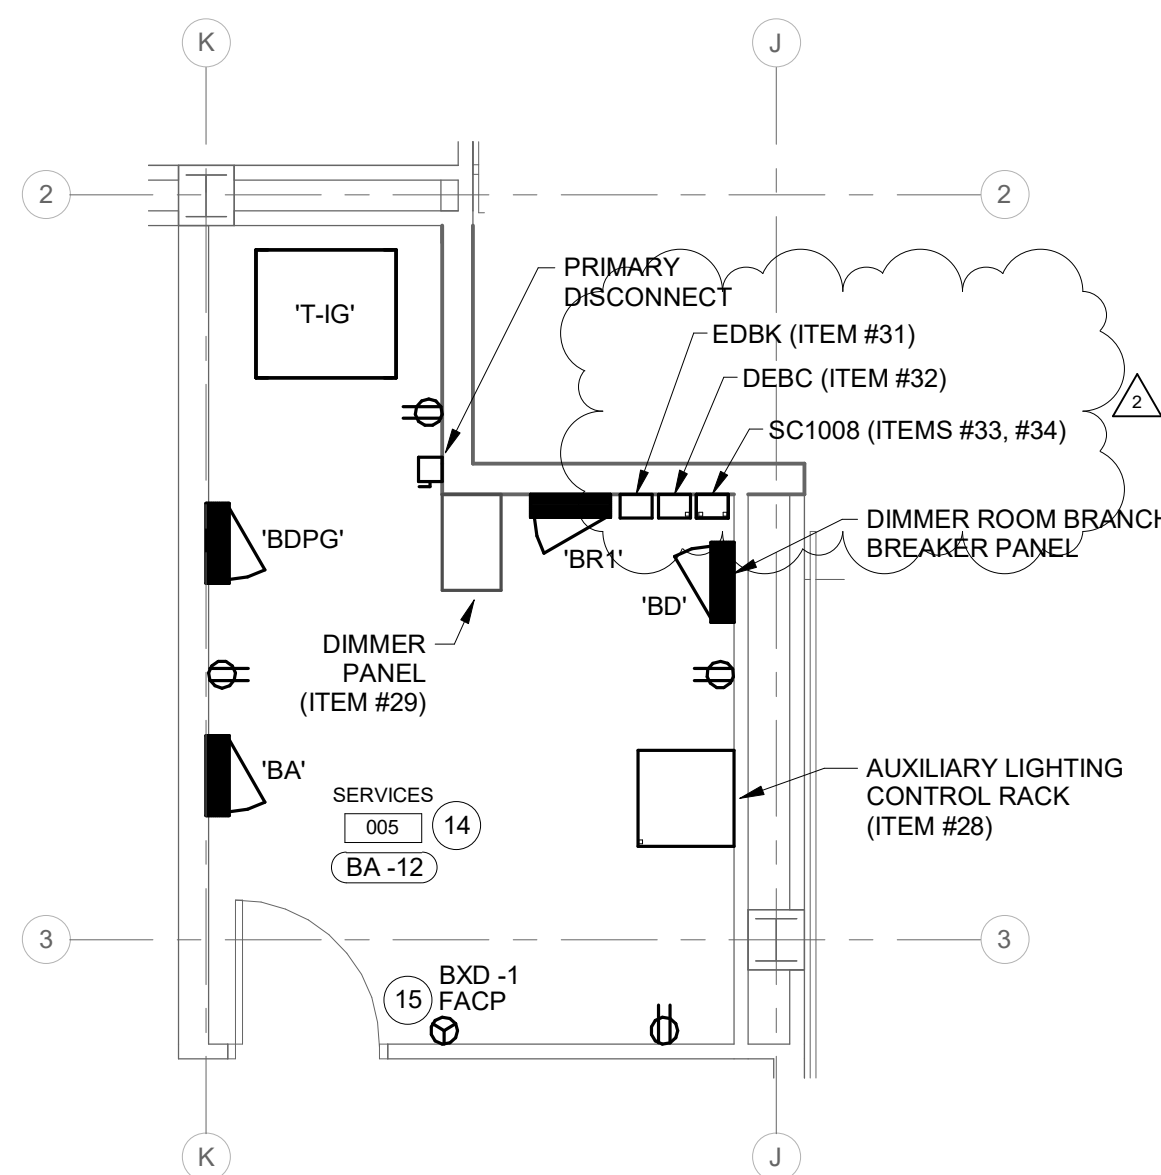 K
J
2
2
PRIMARY
DISCONNECT
'T-IG'
EDBK (ITEM #31)
DEBC (ITEM #32)
2
SC1008 (ITEMS #33, #34)
DIMMER ROOM BRANCH
BREAKER PANEL
'BDPG'
'BR1'
'BD'
DIMMER
PANEL
(ITEM #29)
'BA'
AUXILIARY LIGHTING
CONTROL RACK
(ITEM #28)
SERVICES
005
14
BA -12
3
3
15
BXD -1
FACP
K
J